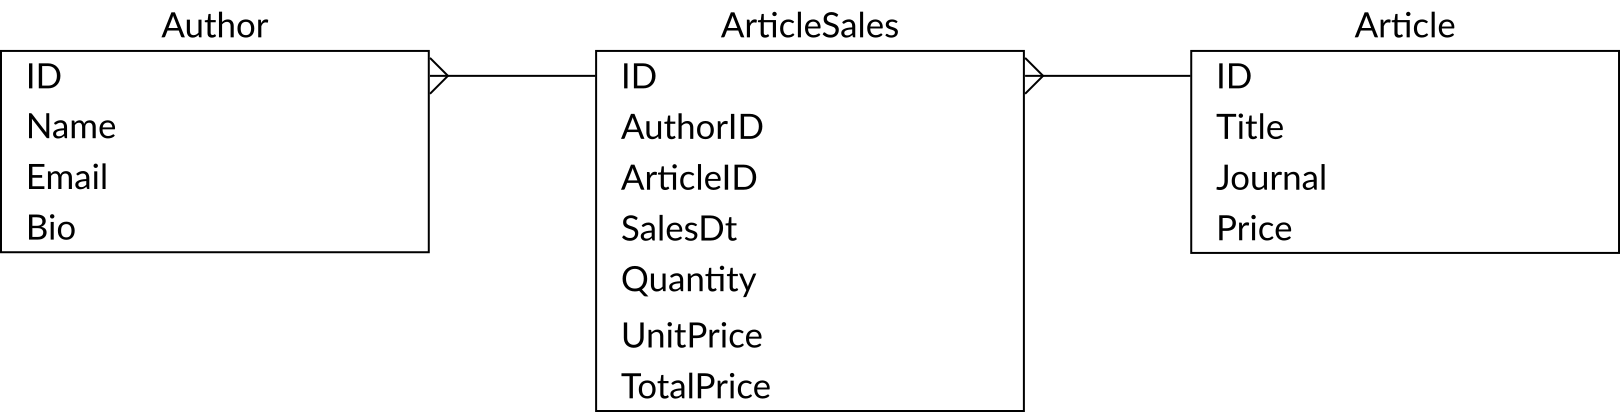 Author
ID
Name
Email
Bio
ArticleSales
ID
AuthorID
ArticleID
SalesDt
Quantity
UnitPrice
TotalPrice
Article
ID
Title
Journal
Price